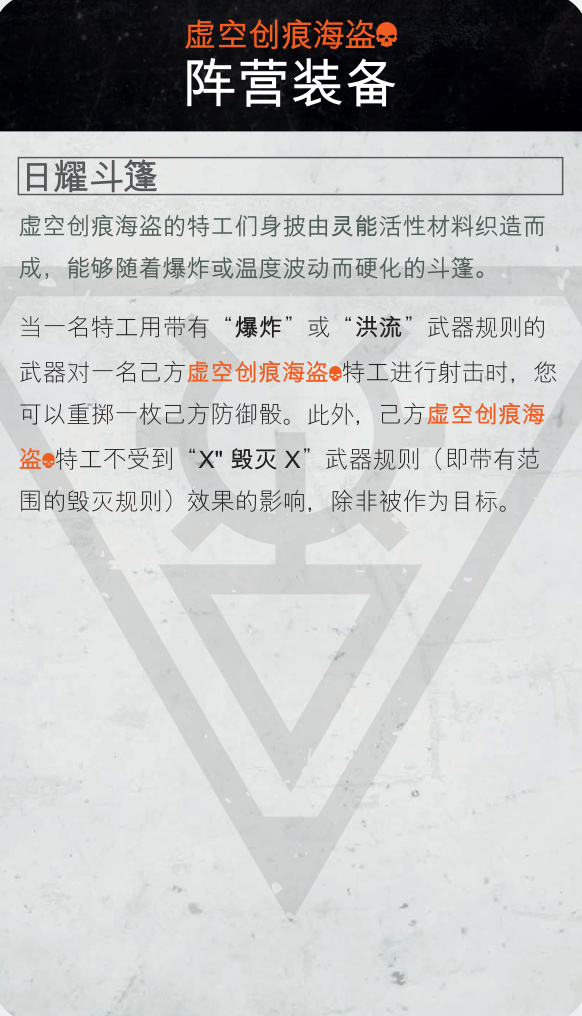 虚空创痕海盗
阵营装备
日耀斗篷
虚空创痕海盗的特工们身披由灵能活性材料织造而
成，能够随着爆炸或温度波动而硬化的斗篷。
当一名特工用带有“爆炸”或“洪流”武器规则的
武器对一名己方虚空创痕海盗特工进行射击时，您
可以重掷一枚己方防御骰。此外，己方虚空创痕海
盗特工不受到“X" 毁灭 X”武器规则（即带有范
围的毁灭规则）效果的影响，除非被作为目标。